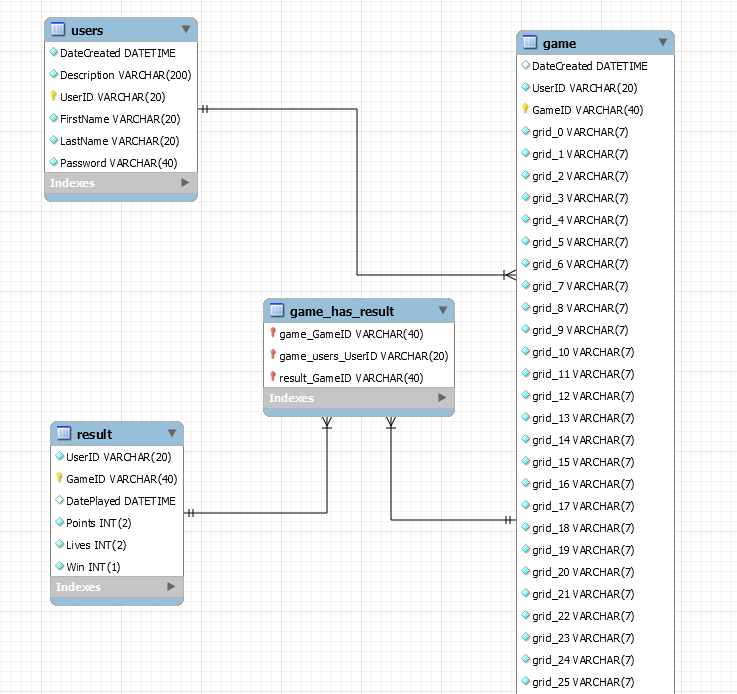 users
DateCreated DATETIME
Description VARCHAR(200)
UserID VARCHAR(20)
FirstName VARCHAR(20)
LastName VARCHAR(20)
Password VARCHAR(40)
Indexes
game
DateCreated DATETIME
UserID VARCHAR(20)
GameID VARCHAR(40)
grid_0 VARCHAR(7)
grid_1 VARCHAR(7)
grid_2 VARCHAR(7)
grid_3 VARCHAR(7)
grid_4 VARCHAR(7)
grid_5 VARCHAR(7)
grid_6 VARCHAR(7)
grid_7 VARCHAR(7)
grid_8 VARCHAR(7)
grid_9 VARCHAR(7)
grid_10 VARCHAR(7)
grid_11 VARCHAR(7)
grid_12 VARCHAR(7)
grid_13 VARCHAR(7)
grid_14 VARCHAR(7)
grid_15 VARCHAR(7)
grid_16 VARCHAR(7)
grid_17 VARCHAR(7)
grid_18 VARCHAR(7)
grid_19 VARCHAR(7)
grid_20 VARCHAR(7)
grid_21 VARCHAR(7)
grid_22 VARCHAR(7)
grid_23 VARCHAR(7)
grid_24 VARCHAR(7)
grid_25 VARCHAR(7)
game_has_result
game_GameID VARCHAR(40)
game_users_UserID VARCHAR(20)
result_GameID VARCHAR(40)
Indexes
result
UserID VARCHAR(20)
GameID VARCHAR(40)
DatePlayed DATETIME
Points INT(2)
Lives INT(2)
Win INT(1)
Indexes